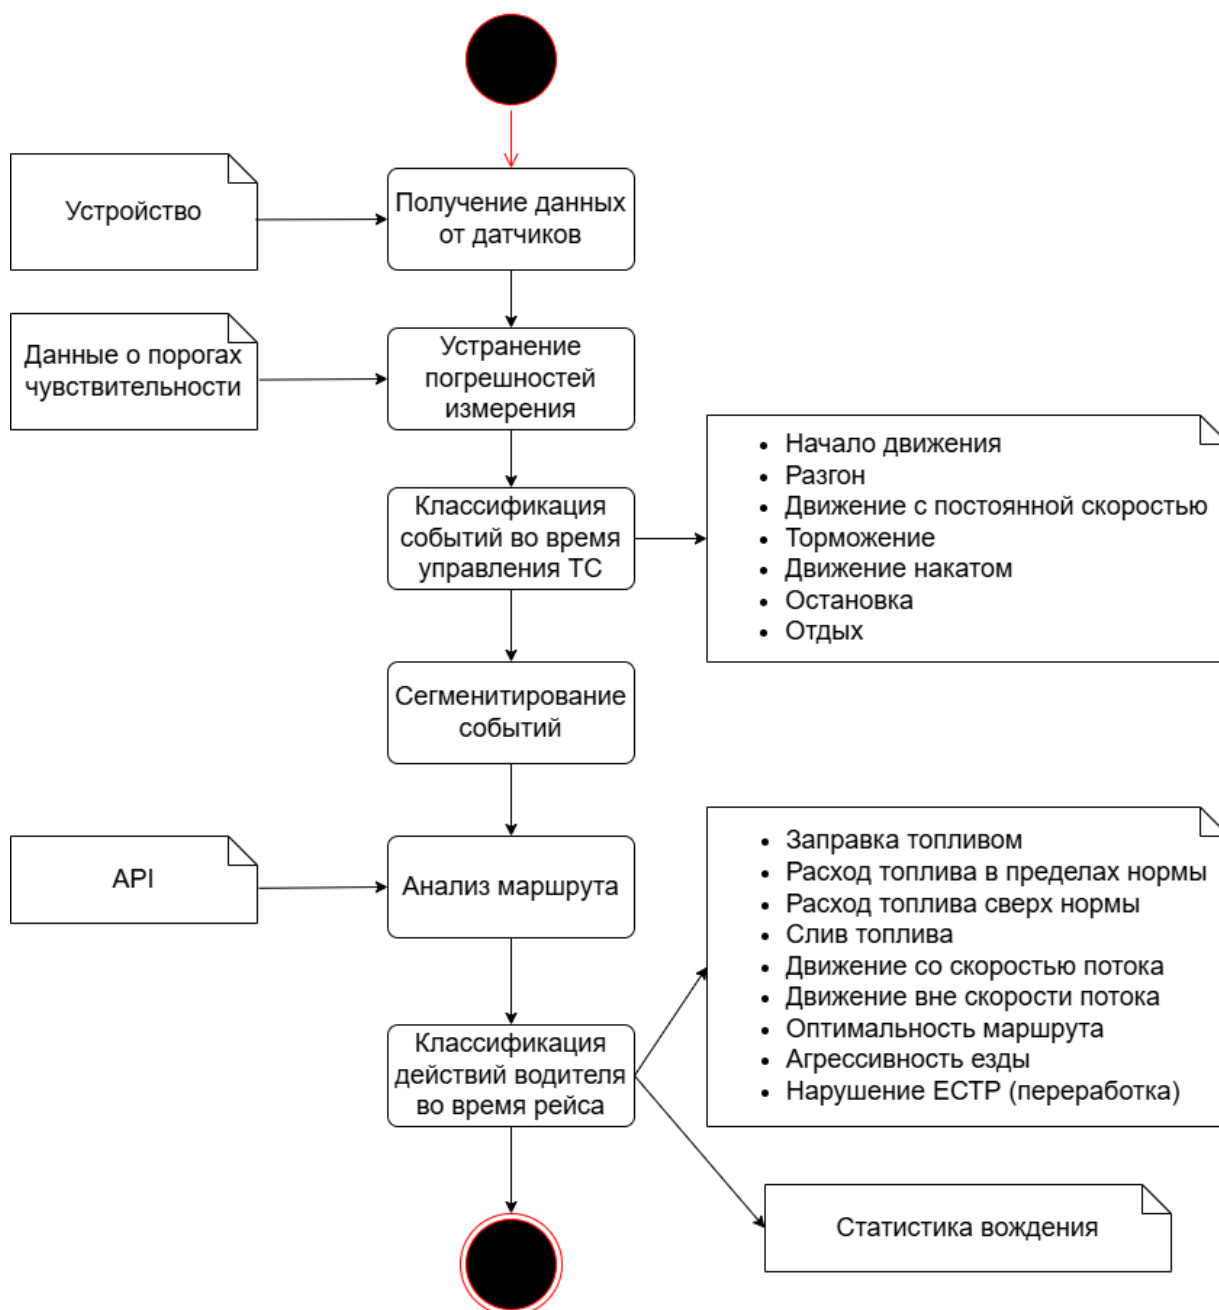 Устройство
Получение данных
от датчиков
Данные о порогах
чувствительности
Устранение
погрешностей
измерения
Классификация
событий во время
управления ТС
Начало движения
Разгон
Движение с постоянной скоростью
Торможение
Движение накатом
Остановка
Отдых
Сегменитирование
событий
API
Анализ маршрута
Заправка топливом
Расход топлива в пределах нормы
Расход топлива сверх нормы
Слив топлива
Движение со скоростью потока
Движение вне скорости потока
Оптимальность маршрута
Агрессивность езды
Нарушение ЕСТР (переработка)
Классификация
действий водителя
во время рейса
Статистика вождения